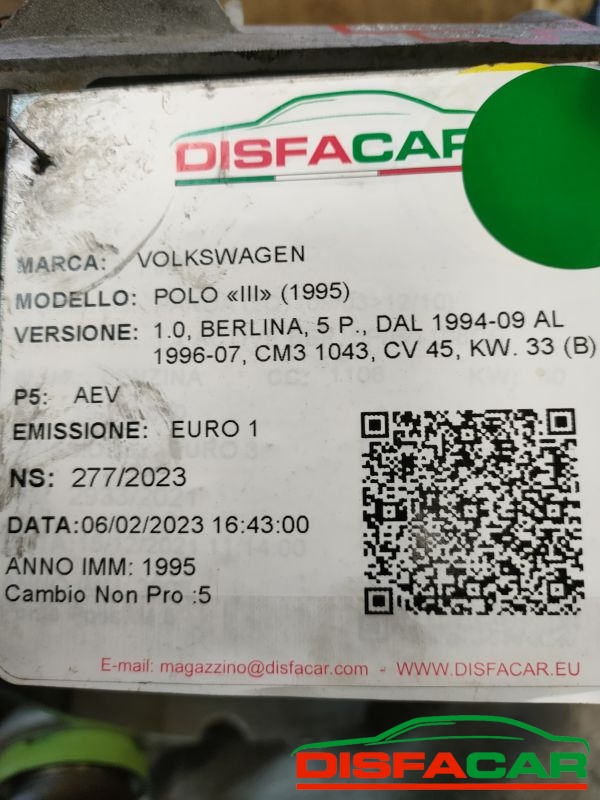 DISFACAR
MARCA: VOLKSWAGEN
MODELLO: POLO «III» (1995)
VERSIONE: 1.0, BERLINA, 5 P., DAL 1994-09 AL
1996-07, CM3 1043, CV 45, KW. 33 (B)
P5: AEV
EMISSIONE: EURO 1
NS: 277/2023
DATA:06/02/2023 16:43:00
ANNO IMM: 1995
Cambio Non Pro :5
E-mail: magazzino@disfacar.com - WWW.DISFACAR.EU
DISFACAR